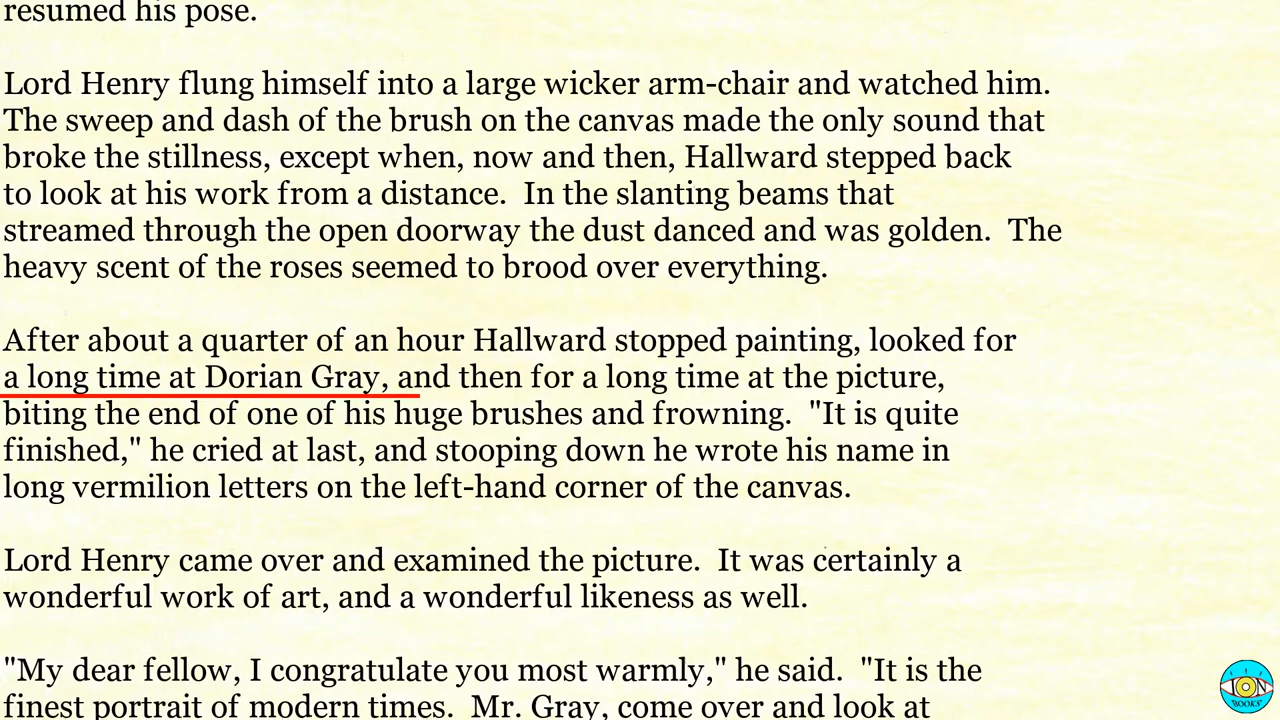 resumed his pose.
Lord Henry flung himself into a large wicker arm-chair and watched him.
The sweep and dash of the brush on the canvas made the only sound that
broke the stillness, except when, now and then, Hallward stepped back
to look at his work from a distance.  In the slanting beams that
streamed through the open doorway the dust danced and was golden.  The
heavy scent of the roses seemed to brood over everything.
After about a quarter of an hour Hallward stopped painting, looked for
a long time at Dorian Gray, and then for a long time at the picture,
biting the end of one of his huge brushes and frowning.  "It is quite
finished," he cried at last, and stooping down he wrote his name in
long vermilion letters on the left-hand corner of the canvas.
Lord Henry came over and examined the picture.  It was certainly a
wonderful work of art, and a wonderful likeness as well.
"My dear fellow, I congratulate you most warmly," he said.  "It is the
finest portrait of modern times.  Mr. Gray, come over and look at
ION
BOOKS